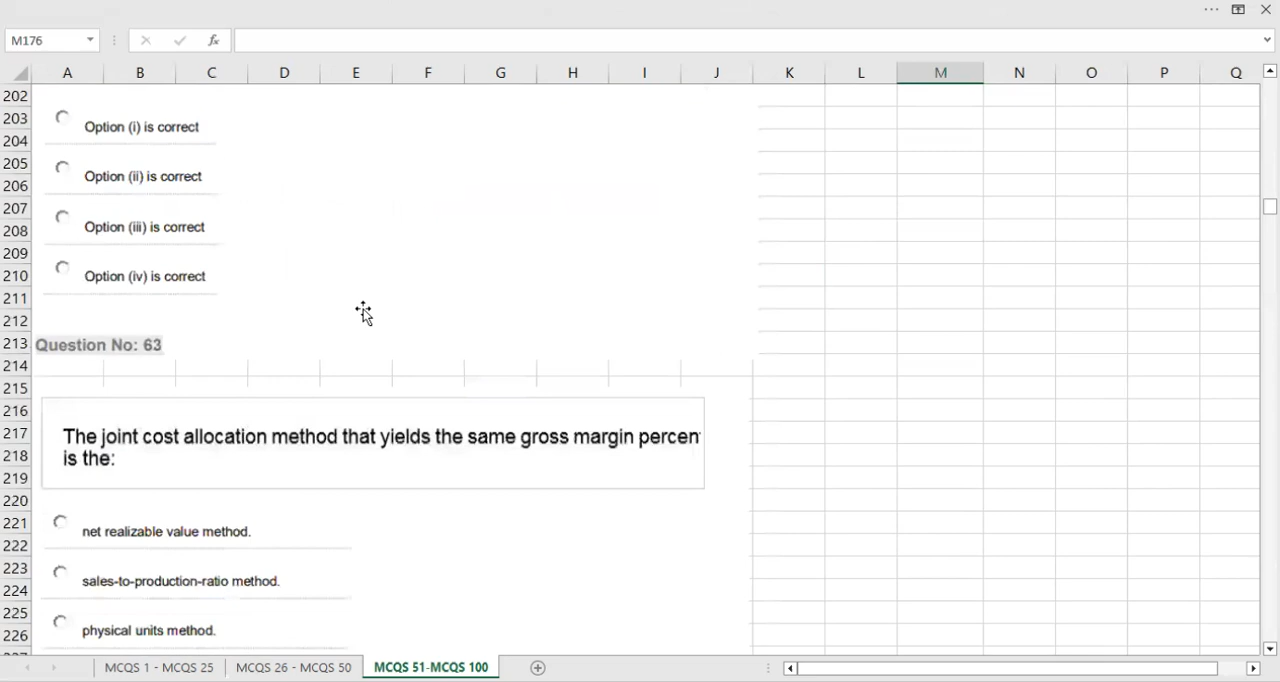 M176
fx
A B C D E F G H I J K L M N O P Q
202
203
Option (i) is correct
204
205
Option (ii) is correct
206
207
Option (iii) is correct
208
209
Option (iv) is correct
210
211
212
213 Question No: 63
214
215
216
217 The joint cost allocation method that yields the same gross margin percen
218 is the:
219
220
221 net realizable value method.
222
223 sales-to-production-ratio method.
224
225 physical units method.
226
MCQS 1 - MCQS 25 MCQS 26 - MCQS 50 MCQS 51-MCQS 100